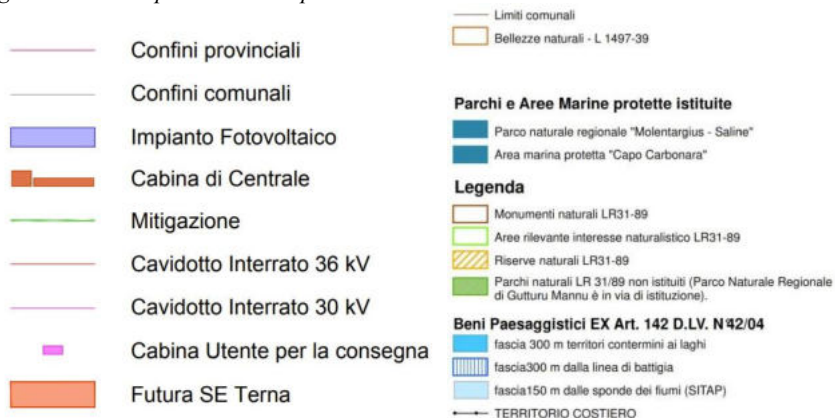 Confini provinciali
Confini comunali
Impianto Fotovoltaico
Cabina di Centrale
Mitigazione
Cavidotto Interrato 36 kV
Cavidotto Interrato 30 kV
Cabina Utente per la consegna
Futura SE Terna
Limiti comunali
Bellezze naturali - L 1497-39
Parchi e Aree Marine protette istituite
Parco naturale regionale "Molentargius - Saline"
Area marina protetta "Capo Carbonara"
Legenda
Monumenti naturali LR31-89
Aree rilevante interesse naturalistico LR31-89
Riserve naturali LR31-89
Parchi naturali LR 31/89 non istituiti (Parco Naturale Regionale
di Gutturu Mannu è in via di istituzione).
Beni Paesaggistici EX Art. 142 D.LV. N°42/04
fascia 300 m territori contermini ai laghi
fascia300 m dalla linea di battigia
fascia150 m dalle sponde dei fiumi (SITAP)
TERRITORIO COSTIERO